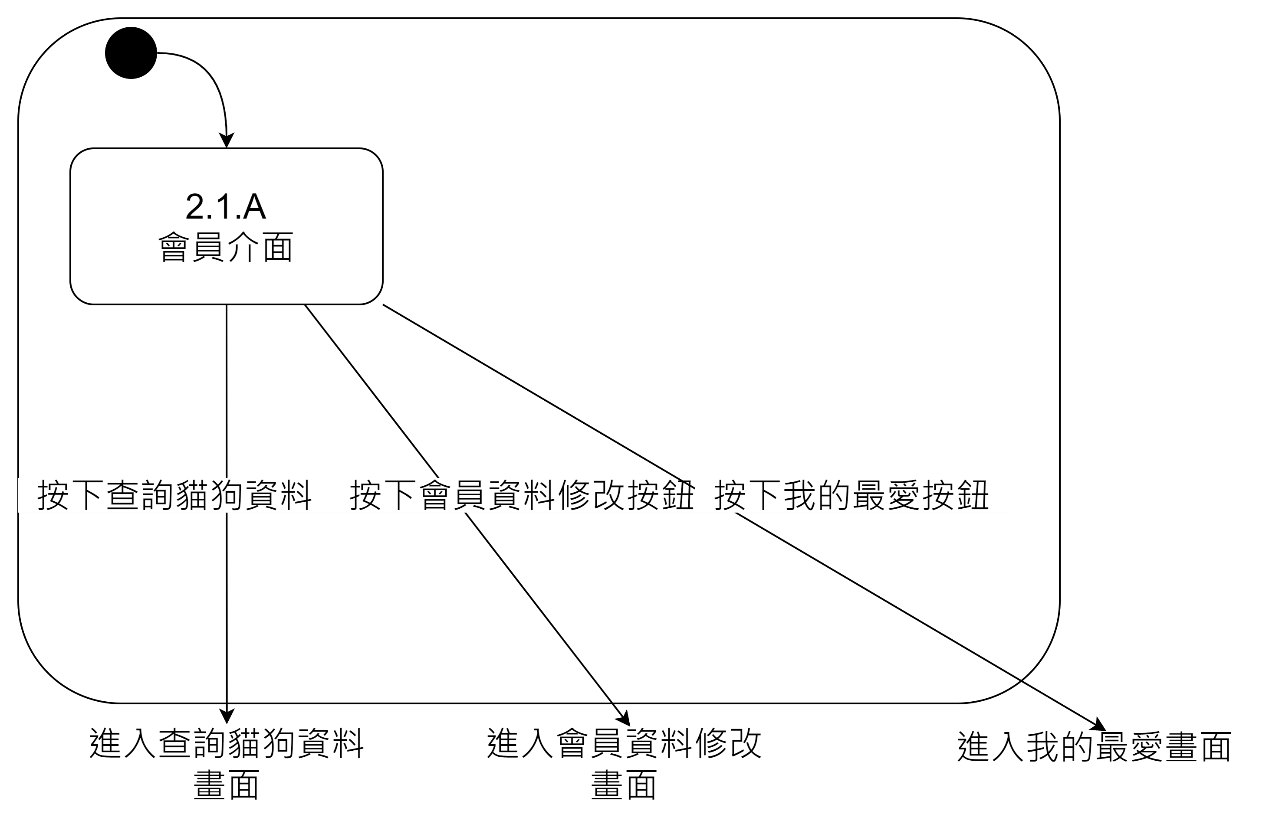 2.1.A
會員介面
按下查詢貓狗資料
按下會員資料修改按鈕
按下我的最愛按鈕
進入查詢貓狗資料
畫面
進入會員資料修改
畫面
進入我的最愛畫面